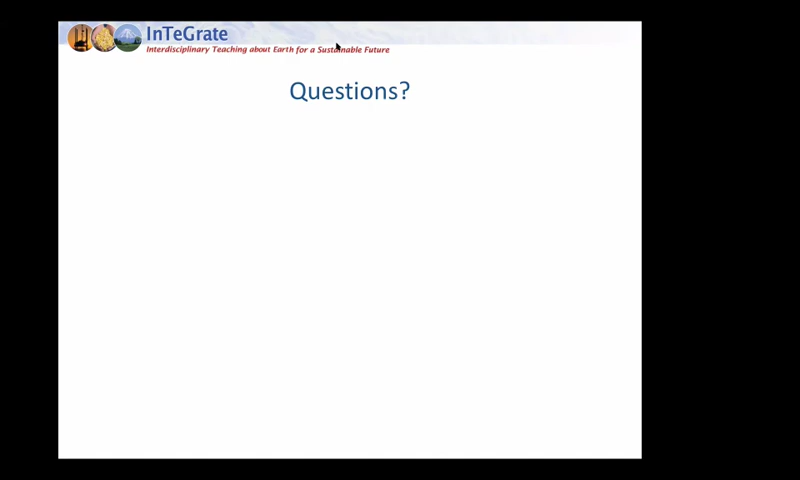 InTeGrate
Interdisciplinary Teaching about Earth for a Sustainable Future
Questions?